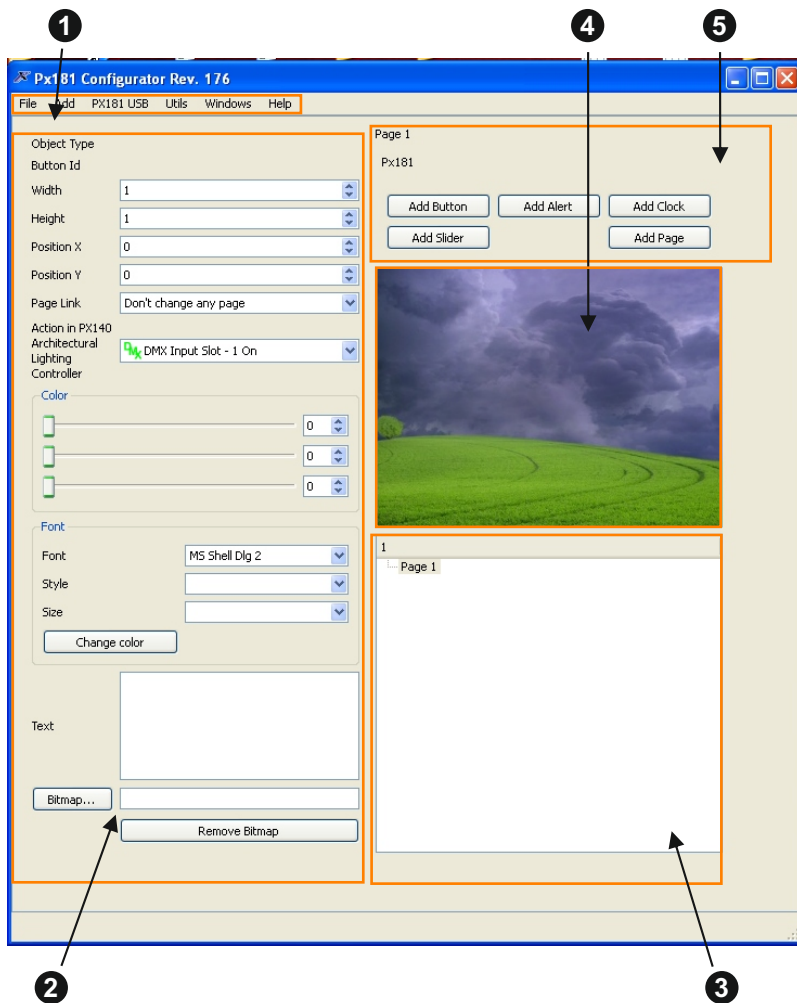 1
4
5
Px181 Configurator Rev. 176
File Add PX181 USB Utils Windows Help
Object Type
Button Id
Width 1
Height 1
Position X 0
Position Y 0
Page Link Don't change any page
Action in PX140
Architectural
Lighting
Controller
DMX DMX Input Slot - 1 On
Color
0
0
0
Font
Font MS Shell Dlg 2
Style
Size
Change color
Text
Bitmap...
Remove Bitmap
Page 1
Px181
Add Button Add Alert Add Clock
Add Slider Add Page
1
Page 1
2
3